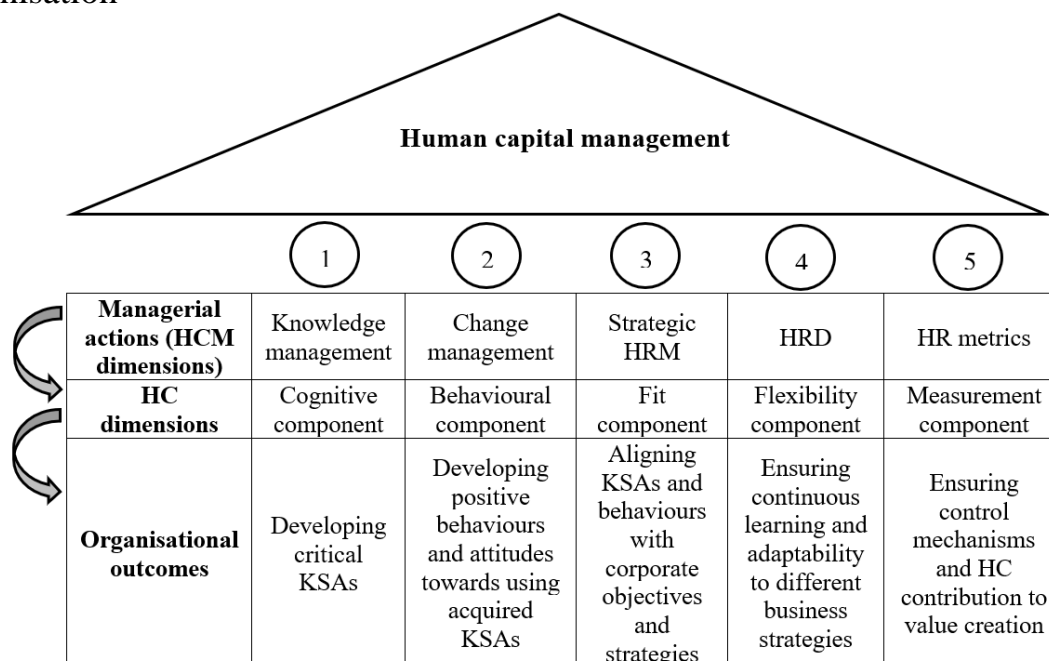 Human capital management
1 2 3 4 5
Managerial
actions (HCM
dimensions)
Knowledge
management
Change
management
Strategic
HRM
HRD
HR metrics
HC
dimensions
Cognitive
component
Behavioural
component
Fit
component
Flexibility
component
Measurement
component
Organisational
outcomes
Developing
critical
KSAs
Developing
positive
behaviours
and attitudes
towards using
acquired
KSAs
Aligning
KSAs and
behaviours
with
corporate
objectives
and
strategies
Ensuring
continuous
learning and
adaptability
to different
business
strategies
Ensuring
control
mechanisms
and HC
contribution to
value creation